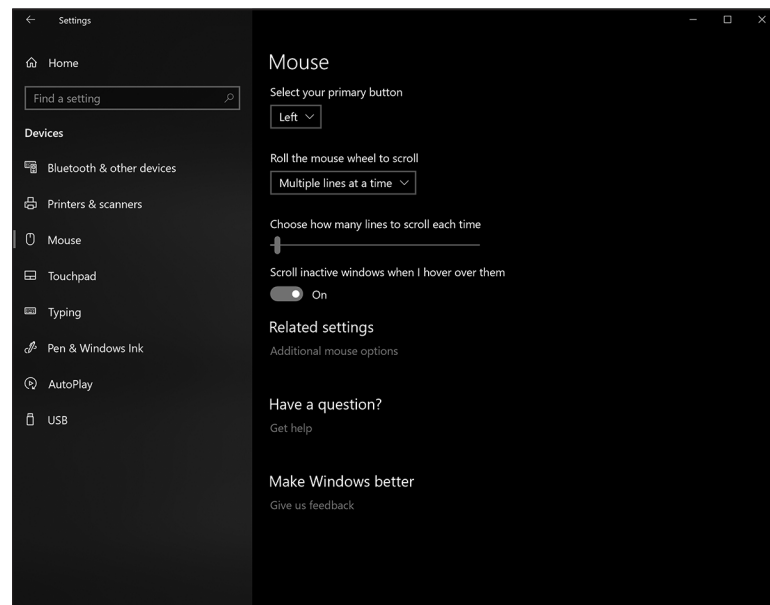 Settings
Home
Find a setting
Devices
Bluetooth & other devices
Printers & scanners
Mouse
Touchpad
Typing
Pen & Windows Ink
AutoPlay
USB
Mouse
Select your primary button
Left
Roll the mouse wheel to scroll
Multiple lines at a time
Choose how many lines to scroll each time
Scroll inactive windows when I hover over them
On
Related settings
Additional mouse options
Have a question?
Get help
Make Windows better
Give us feedback